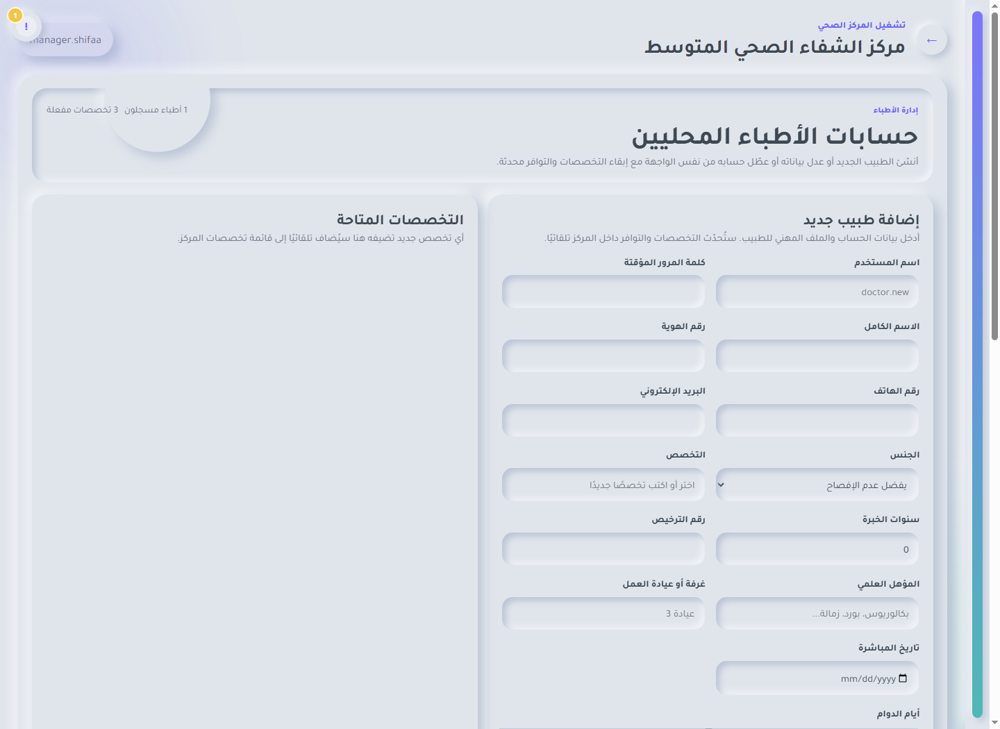 تشغيل المركز الصحي
←
مركز الشفاء الصحي المتوسط
1
!
manager.shifaa
إدارة الأطباء
حسابات الأطباء المحليين
أنشئ الطبيب الجديد أو عدل بياناته أو عطّل حسابه من نفس الواجهة مع إبقاء التخصصات والتوافر محدثة.
1 أطباء مسجلون
3 تخصصات مفعلة
إضافة طبيب جديد
أدخل بيانات الحساب والملف المهني للطبيب. ستُحدّث التخصصات والتوافر داخل المركز تلقائيًا.
اسم المستخدم
doctor.new
كلمة المرور المؤقتة
الاسم الكامل
رقم الهوية
رقم الهاتف
البريد الإلكتروني
الجنس
يفضل عدم الإفصاح
التخصص
اختر أو اكتب تخصصًا جديدًا
سنوات الخبرة
0
رقم الترخيص
المؤهل العلمي
بكالوريوس، بورد، زمالة...
غرفة أو عيادة العمل
عيادة 3
تاريخ المباشرة
mm/dd/yyyy
أيام الدوام
التخصصات المتاحة
أي تخصص جديد تضيفه هنا سيُضاف تلقائيًا إلى قائمة تخصصات المركز.